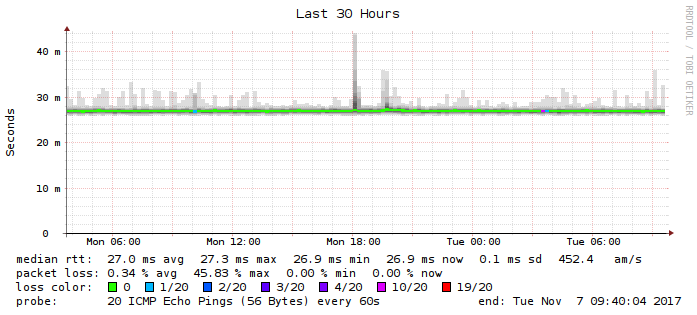 Last 30 Hours
RRDTOOL / TOBI OETIKER
Seconds
40 m
30 m
20 m
10 m
0
Mon 06:00 Mon 12:00 Mon 18:00 Tue 00:00 Tue 06:00
median rtt: 27.0 ms avg 27.3 ms max 26.9 ms min 26.9 ms now 0.1 ms sd 452.4 am/s
packet loss: 0.34 % avg 45.83 % max 0.00 % min 0.00 % now
loss color: 0 1/20 2/20 3/20 4/20 10/20 19/20
probe: 20 ICMP Echo Pings (56 Bytes) every 60s end: Tue Nov 7 09:40:04 2017